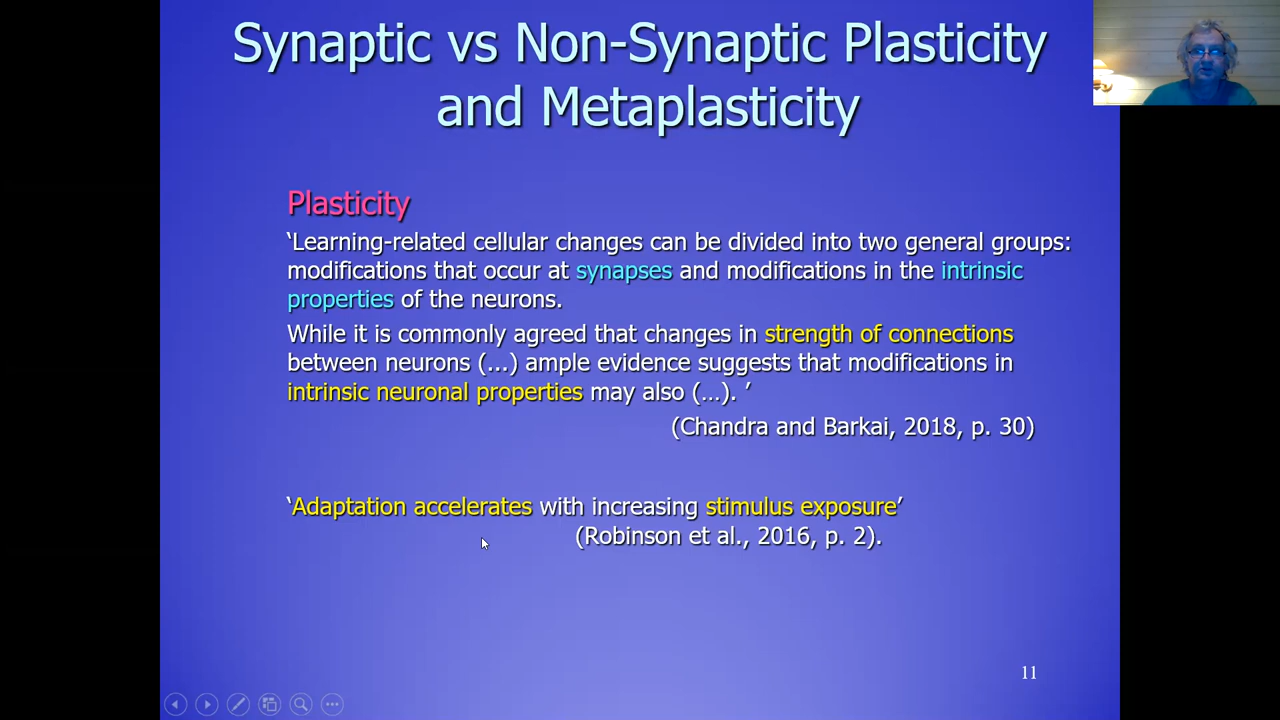 Synaptic vs Non-Synaptic Plasticity
and Metaplasticity
Plasticity
‘Learning-related cellular changes can be divided into two general groups:
modifications that occur at synapses and modifications in the intrinsic
properties of the neurons.
While it is commonly agreed that changes in strength of connections
between neurons (...) ample evidence suggests that modifications in
intrinsic neuronal properties may also (…). ’
(Chandra and Barkai, 2018, p. 30)
‘Adaptation accelerates with increasing stimulus exposure’
(Robinson et al., 2016, p. 2).
11